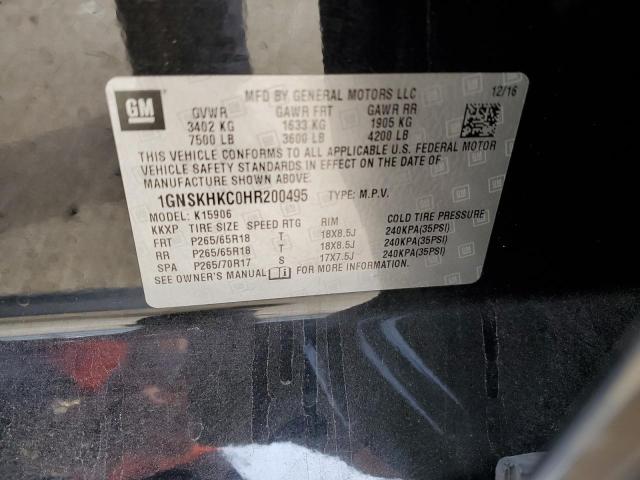 GM
MFD BY GENERAL MOTORS LLC 12/16
GVWR GAWR FRT GAWR RR
3402 KG 1633 KG 1905 KG
7500 LB 3600 LB 4200 LB
THIS VEHICLE CONFORMS TO ALL APPLICABLE U.S. FEDERAL MOTOR
VEHICLE SAFETY STANDARDS IN EFFECT ON THE DATE OF
MANUFACTURE SHOWN ABOVE.
1GNSKHKC0HR200495 TYPE: M.P.V.
MODEL: K15906
KKXP TIRE SIZE SPEED RTG RIM COLD TIRE PRESSURE
FRT P265/65R18 T 18X8.5J 240KPA(35PSI)
RR P265/65R18 T 18X8.5J 240KPA(35PSI)
SPA P265/70R17 S 17X7.5J 240KPA(35PSI)
SEE OWNER'S MANUAL FOR MORE INFORMATION.